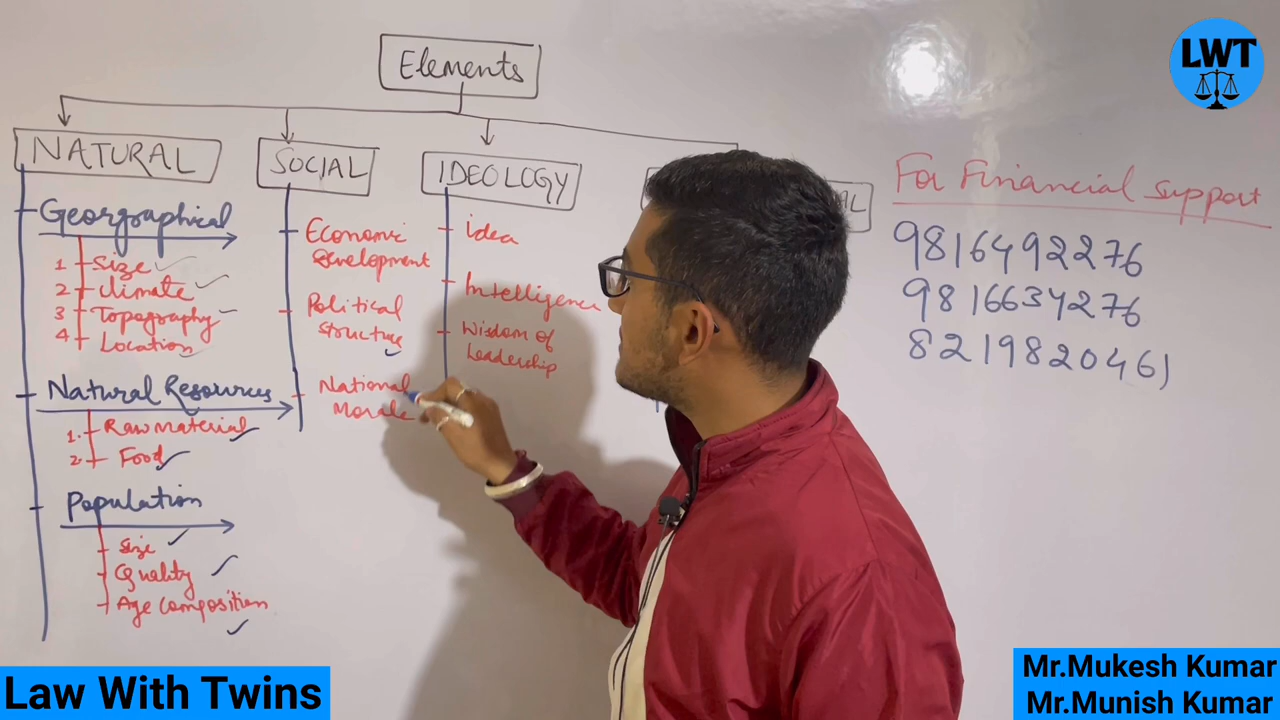 Elements
NATURAL
Georgraphical
1 Size
2 climate
3 Topography
4 Location
Natural Resources
1. Raw material
2. Food
Population
Size
Quality
Age composition
SOCIAL
Economic
Development
Political
structure
National
Morale
IDEOLOGY
idea
Intelligence
Wisdom of
Leadership
AL
For Financial Support
9816492276
9816634276
8219820461
LWT
Law With Twins
Mr.Mukesh Kumar
Mr.Munish Kumar